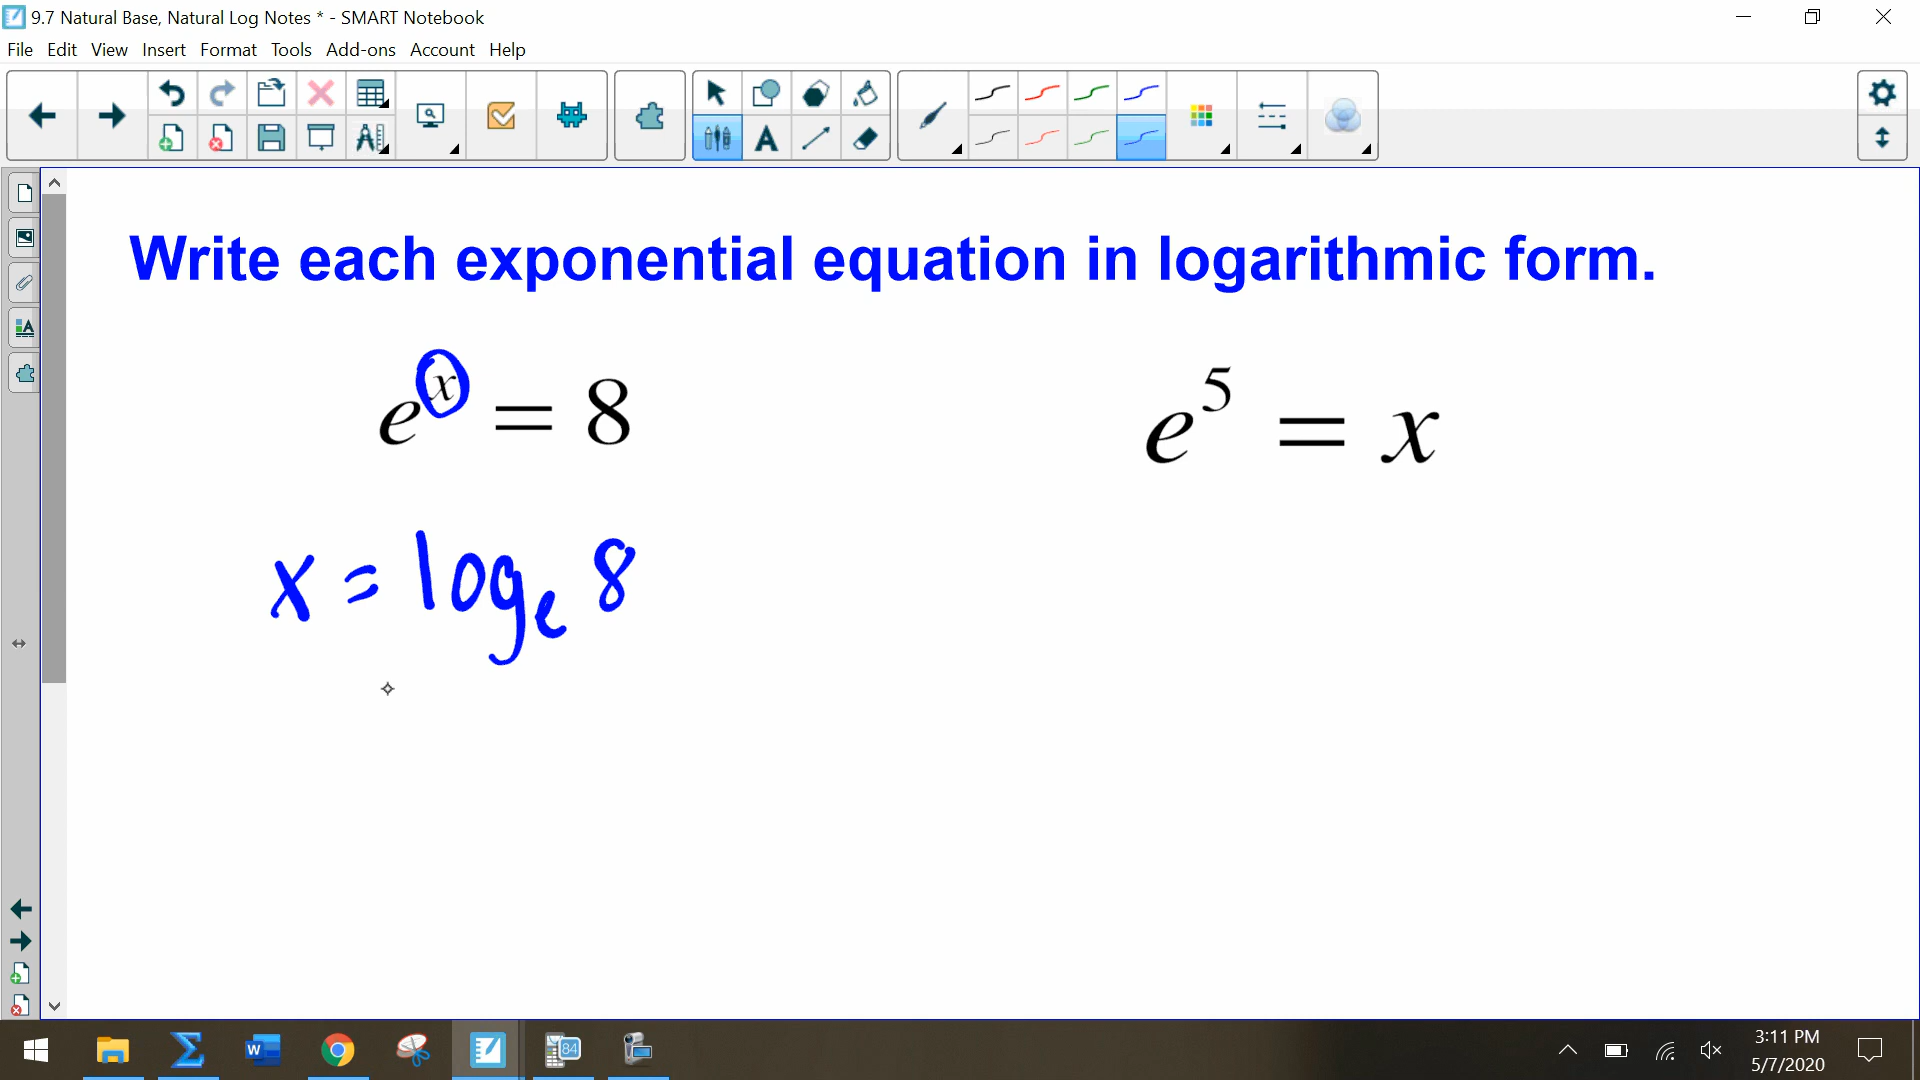 9.7 Natural Base, Natural Log Notes * - SMART Notebook
File Edit View Insert Format Tools Add-ons Account Help
Write each exponential equation in logarithmic form.
e^x = 8
e^5 = x
x = log_e 8
84
3:11 PM
5/7/2020